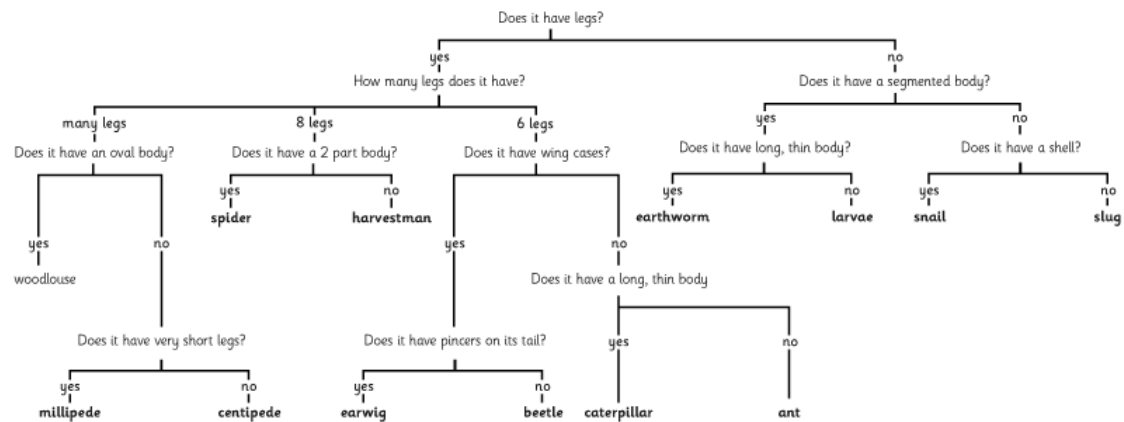 Does it have legs?
yes
no
How many legs does it have?
Does it have a segmented body?
many legs
8 legs
6 legs
yes
no
Does it have an oval body?
Does it have a 2 part body?
Does it have wing cases?
Does it have long, thin body?
Does it have a shell?
yes
no
yes
no
yes
no
spider
harvestman
earthworm
larvae
snail
slug
yes
no
yes
no
yes
no
woodlouse
Does it have a long, thin body
Does it have very short legs?
Does it have pincers on its tail?
yes
no
yes
no
yes
no
millipede
centipede
earwig
beetle
caterpillar
ant